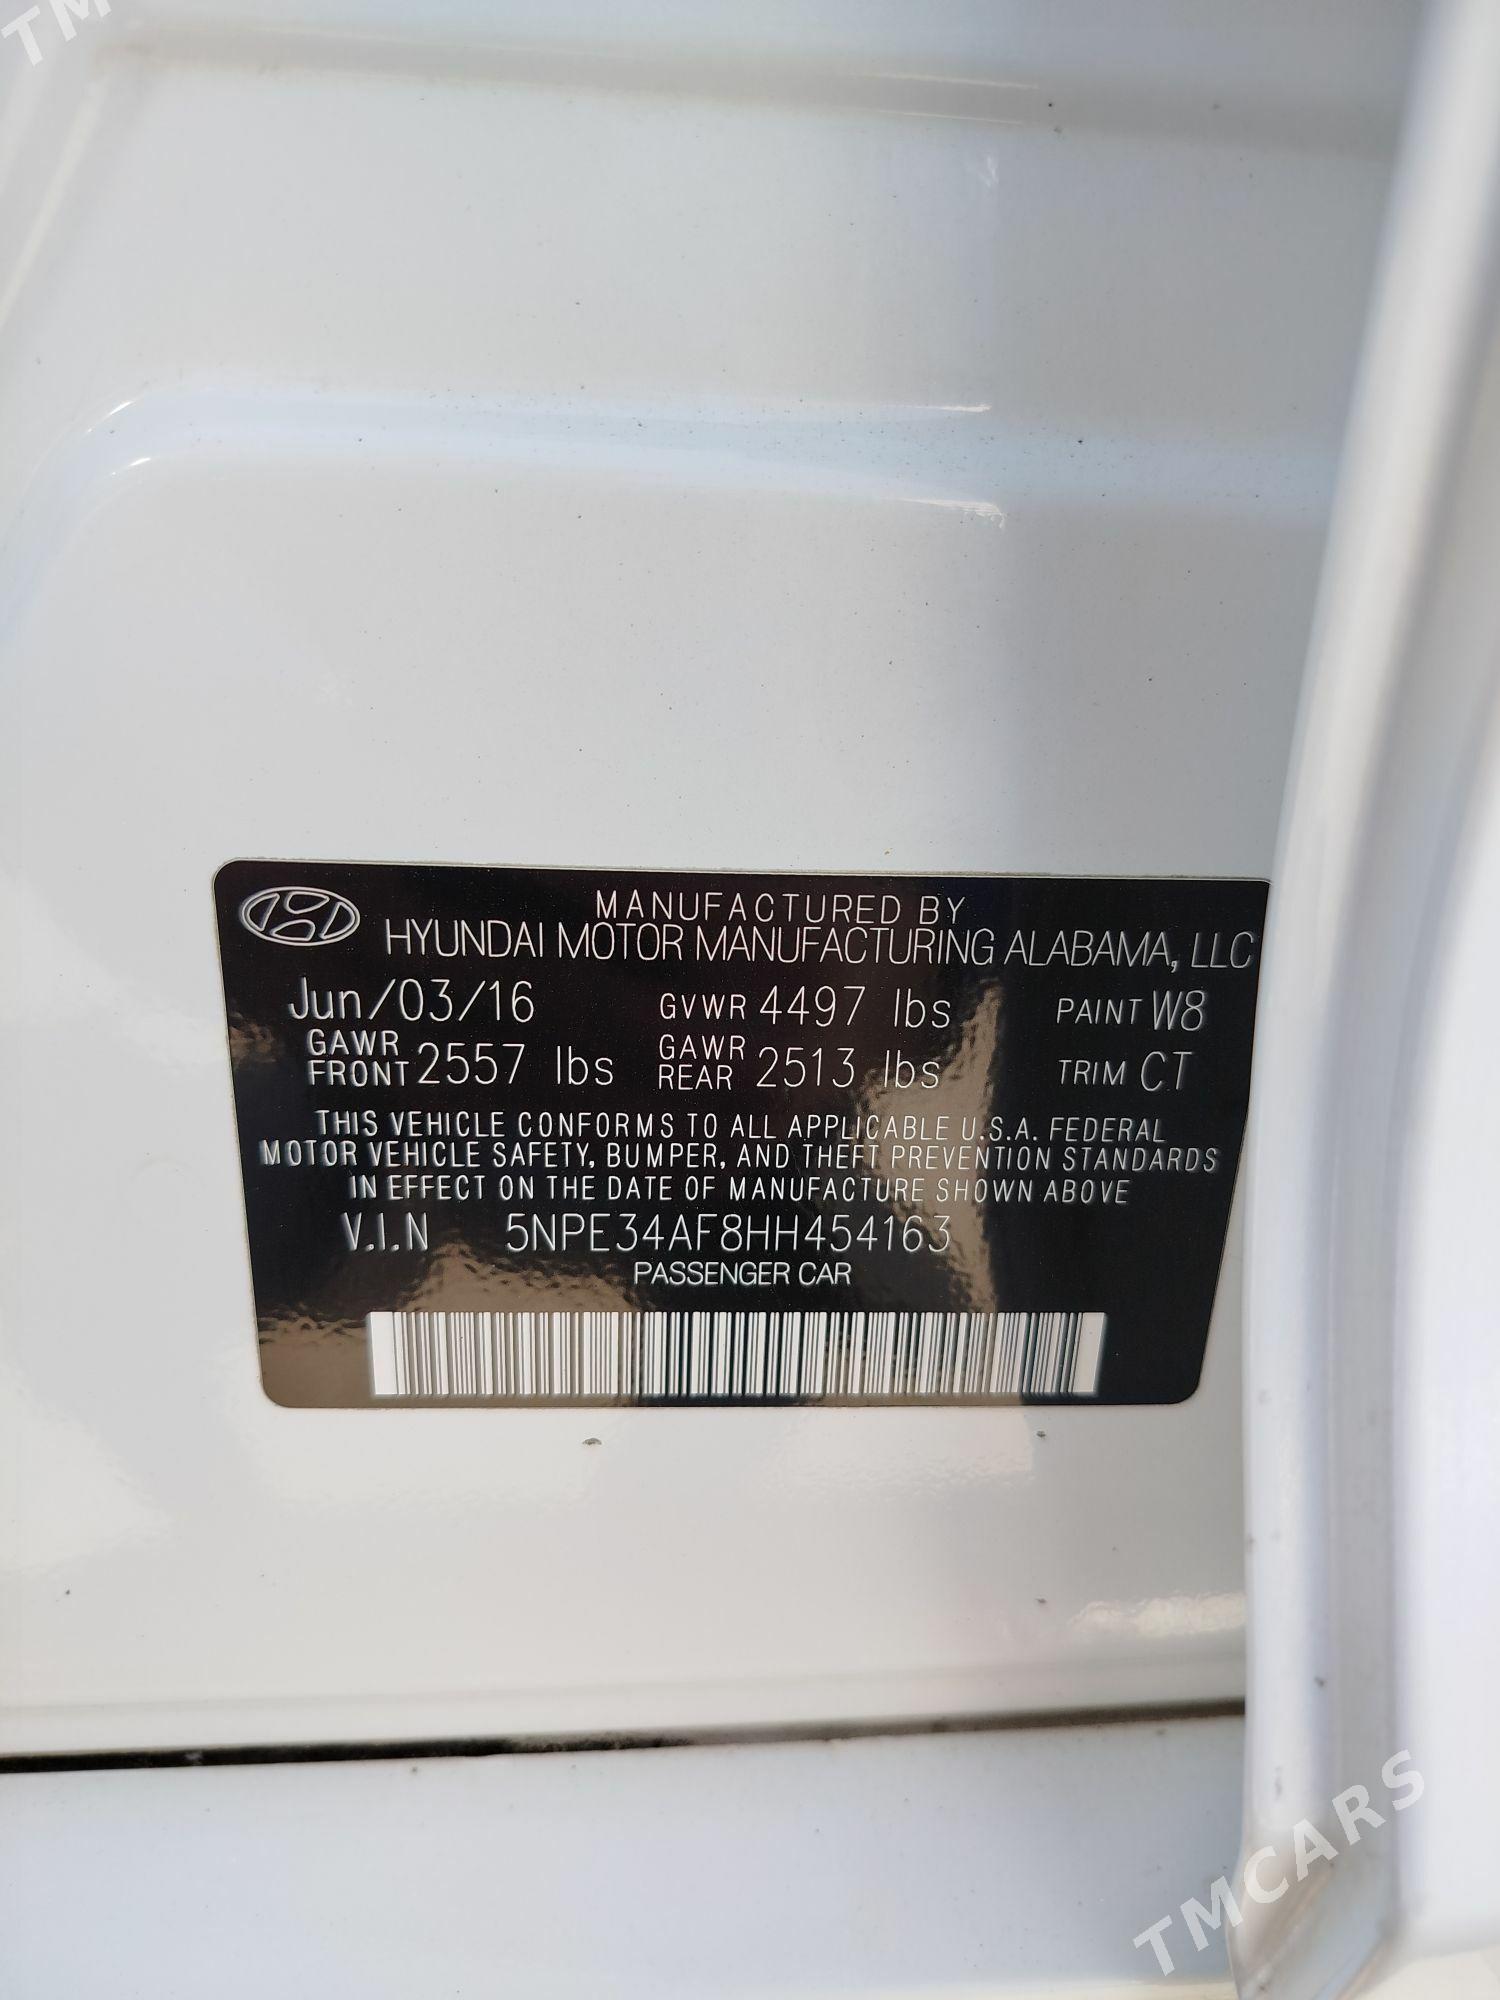 TM
MANUFACTURED BY
HYUNDAI MOTOR MANUFACTURING ALABAMA, LLC
Jun/03/16 GVWR 4497 lbs PAINT W8
GAWR FRONT 2557 lbs GAWR REAR 2513 lbs TRIM CT
THIS VEHICLE CONFORMS TO ALL APPLICABLE U.S.A. FEDERAL
MOTOR VEHICLE SAFETY, BUMPER, AND THEFT PREVENTION STANDARDS
IN EFFECT ON THE DATE OF MANUFACTURE SHOWN ABOVE
V.I.N 5NPE34AF8HH454163
PASSENGER CAR
TMCARS